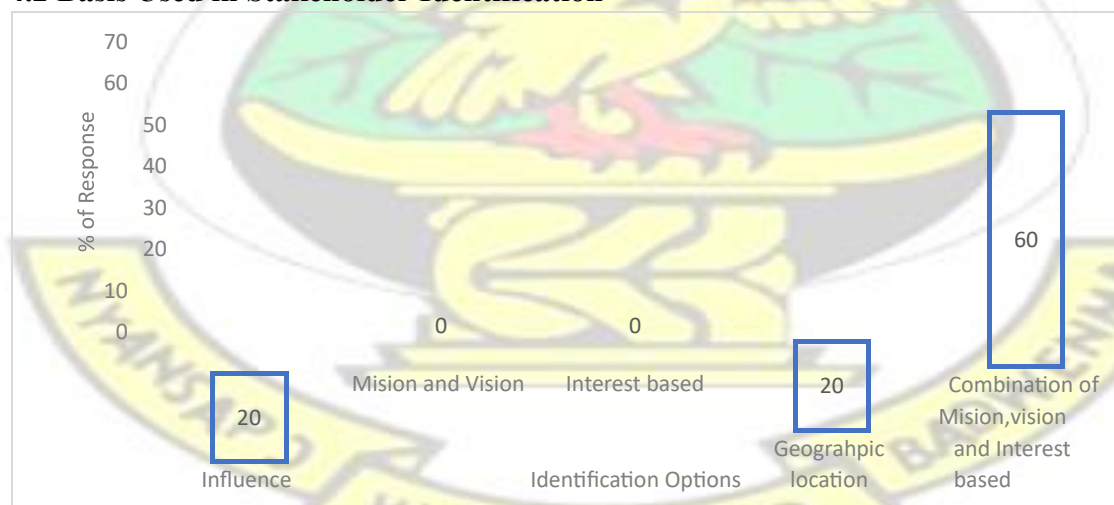 70
60
50
40
30
20
10
0
% of Response
0
0
20
20
60
Mision and Vision
Interest based
Influence
Geograhpic
location
Combination of
Mision,vision
and Interest
based
Identification Options
NYANSAPO